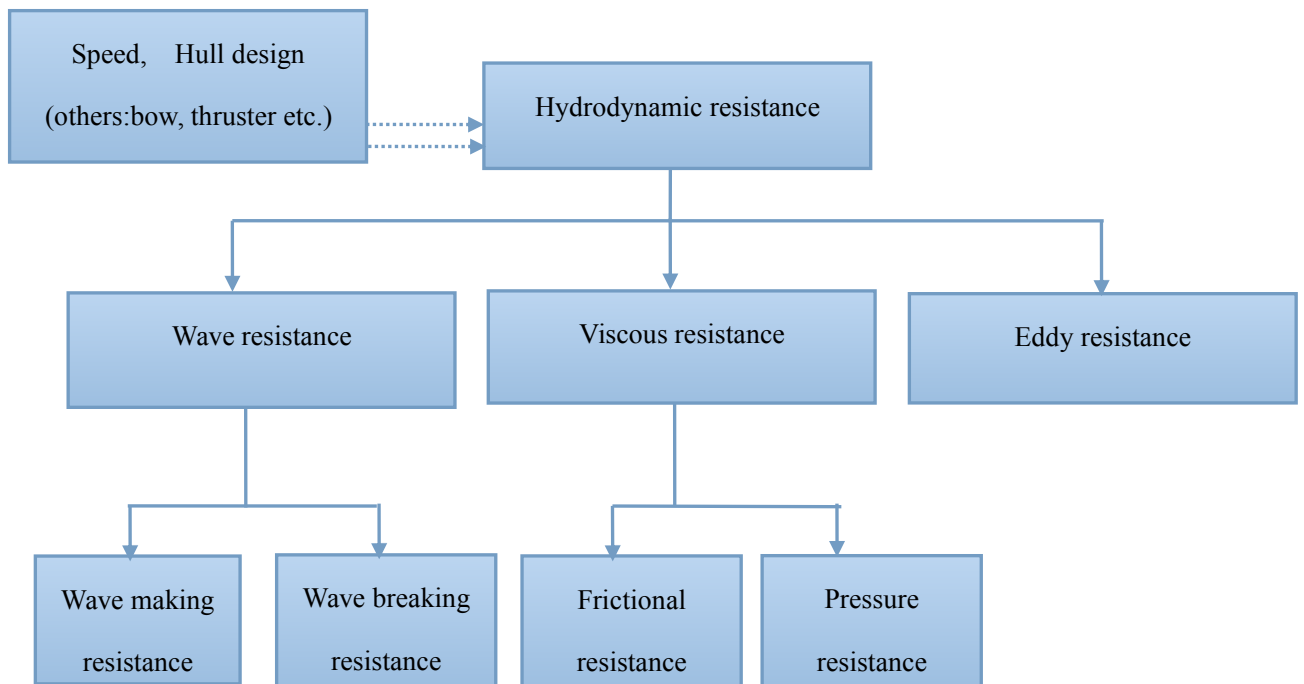 Speed, Hull design
(others:bow, thruster etc.)
Hydrodynamic resistance
Wave resistance
Viscous resistance
Eddy resistance
Wave making
resistance
Wave breaking
resistance
Frictional
resistance
Pressure
resistance